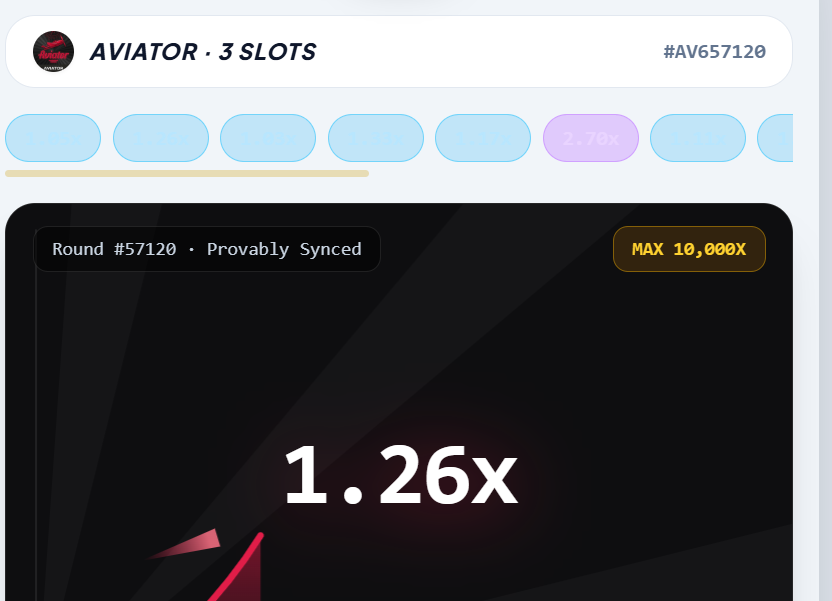 AVIATOR · 3 SLOTS
#AV657120
2.70x
Round #57120 · Provably Synced
MAX 10,000X
1.26x